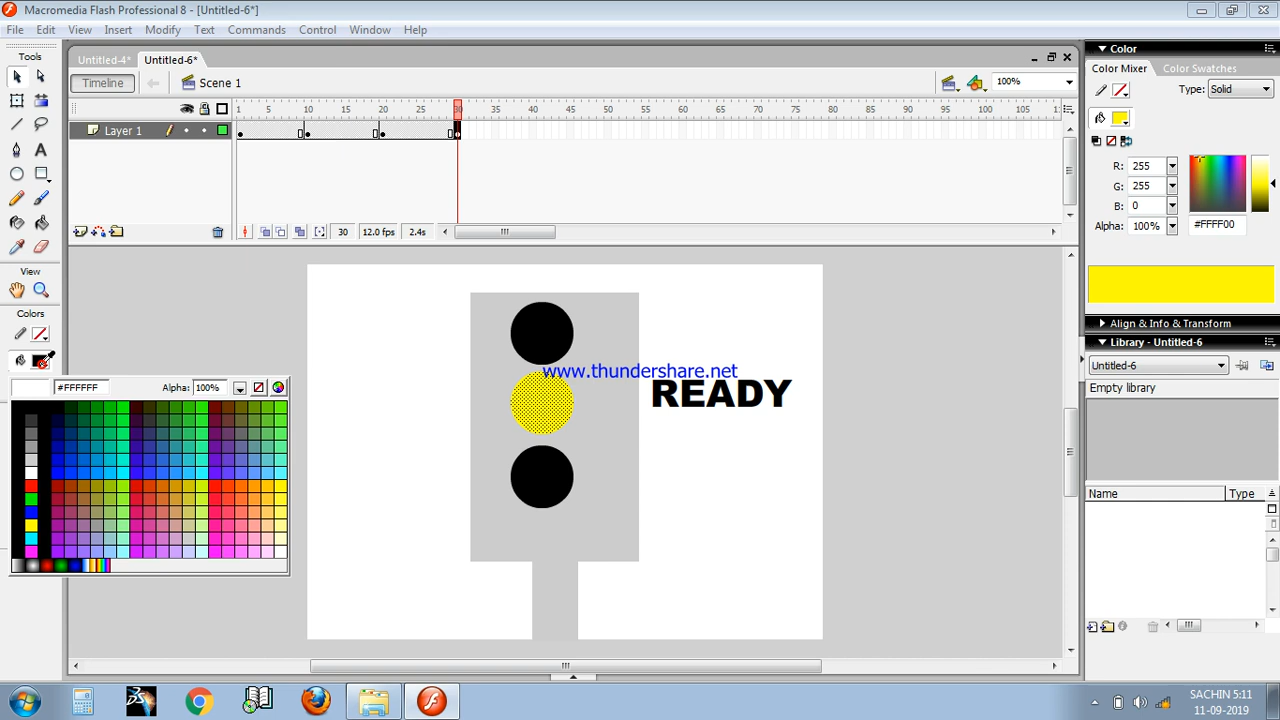 Macromedia Flash Professional 8 - [Untitled-6*]
File Edit View Insert Modify Text Commands Control Window Help
Tools
Untitled-4* Untitled-6*
Timeline Scene 1 100%
1 5 10 15 20 25 30 35 40 45 50 55 60 65 70 75 80 85 90 95 100 105
Layer 1
30 12.0 fps 2.4s
View
Colors
#FFFFFF Alpha: 100%
www.thundershare.net
READY
Color
Color Mixer Color Swatches
Type: Solid
R: 255
G: 255
B: 0
Alpha: 100% #FFFF00
Align & Info & Transform
Library - Untitled-6
Untitled-6
Empty library
Name Type
SACHIN 5:11
11-09-2019